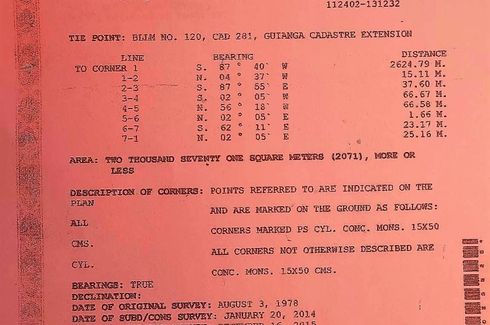 112402-131232
TIE POINT: BLLM NO. 120, CAD 281, GUIANGA CADASTRE EXTENSION
LINE BEARING DISTANCE
TO CORNER 1 S. 87 ° 40' W 2624.79 M.
1-2 N. 04 ° 37' W 15.11 M.
2-3 S. 87 ° 55' E 37.60 M.
3-4 S. 02 ° 05' W 66.67 M.
4-5 N. 56 ° 18' W 66.58 M.
5-6 N. 02 ° 05' E 1.66 M.
6-7 S. 62 ° 11' E 23.17 M.
7-1 N. 02 ° 05' E 25.16 M.
AREA: TWO THOUSAND SEVENTY ONE SQUARE METERS (2071), MORE OR
LESS
DESCRIPTION OF CORNERS: POINTS REFERRED TO ARE INDICATED ON THE
PLAN
AND ARE MARKED ON THE GROUND AS FOLLOWS:
ALL
CORNERS MARKED PS CYL. CONC. MONS. 15X50
CMS.
ALL CORNERS NOT OTHERWISE DESCRIBED ARE
CYL.
CONC. MONS. 15X50 CMS.
BEARINGS: TRUE
DECLINATION:
DATE OF ORIGINAL SURVEY: AUGUST 3, 1978
DATE OF SUBD/CONS SURVEY: JANUARY 20, 2014
16, 2015